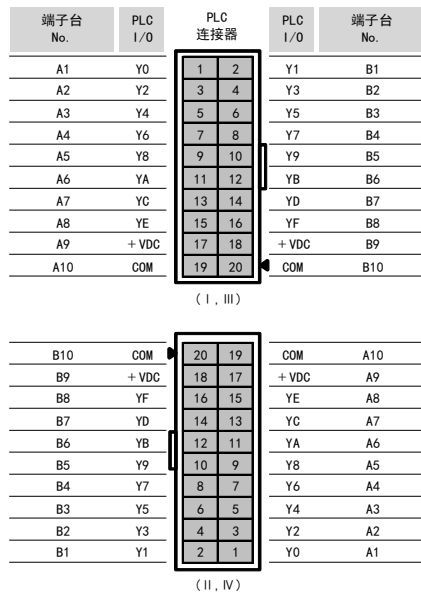 端子台 No. PLC I/O PLC 连接器 PLC I/O 端子台 No.
A1 Y0 1 2 Y1 B1
A2 Y2 3 4 Y3 B2
A3 Y4 5 6 Y5 B3
A4 Y6 7 8 Y7 B4
A5 Y8 9 10 Y9 B5
A6 YA 11 12 YB B6
A7 YC 13 14 YD B7
A8 YE 15 16 YF B8
A9 +VDC 17 18 +VDC B9
A10 COM 19 20 COM B10
(I, III)
B10 COM 20 19 COM A10
B9 +VDC 18 17 +VDC A9
B8 YF 16 15 YE A8
B7 YD 14 13 YC A7
B6 YB 12 11 YA A6
B5 Y9 10 9 Y8 A5
B4 Y7 8 7 Y6 A4
B3 Y5 6 5 Y4 A3
B2 Y3 4 3 Y2 A2
B1 Y1 2 1 Y0 A1
(II, IV)